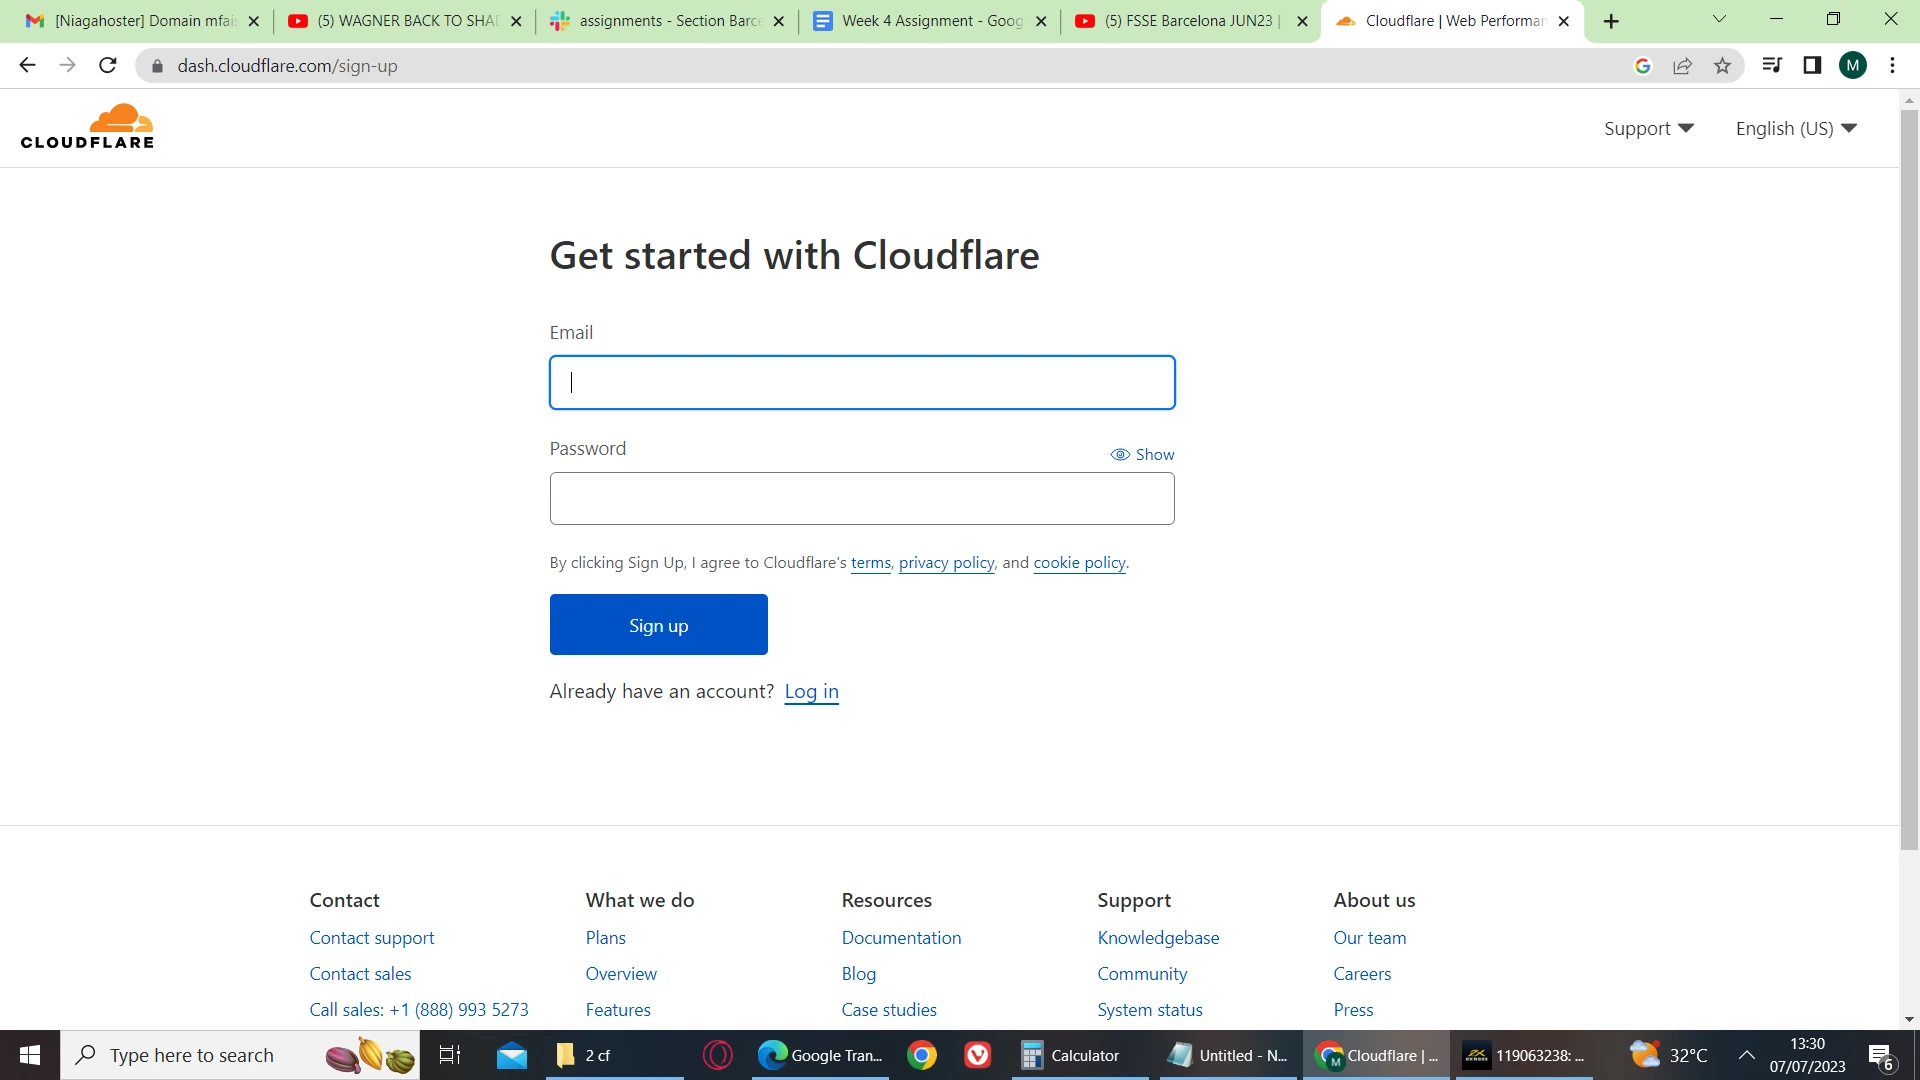 [Niagahoster] Domain mfais
(5) WAGNER BACK TO SHAD
assignments - Section Barce
Week 4 Assignment - Goog
(5) FSSE Barcelona JUN23 |
Cloudflare | Web Performan
dash.cloudflare.com/sign-up
M
CLOUDFLARE
Support
English (US)
Get started with Cloudflare
Email
Password
Show
By clicking Sign Up, I agree to Cloudflare's terms, privacy policy, and cookie policy.
Sign up
Already have an account? Log in
Contact
What we do
Resources
Support
About us
Contact support
Plans
Documentation
Knowledgebase
Our team
Contact sales
Overview
Blog
Community
Careers
Call sales: +1 (888) 993 5273
Features
Case studies
System status
Press
Type here to search
2 cf
Google Tran...
Calculator
Untitled - N...
M
Cloudflare | ...
exness
119063238: ...
32°C
13:30
07/07/2023
6